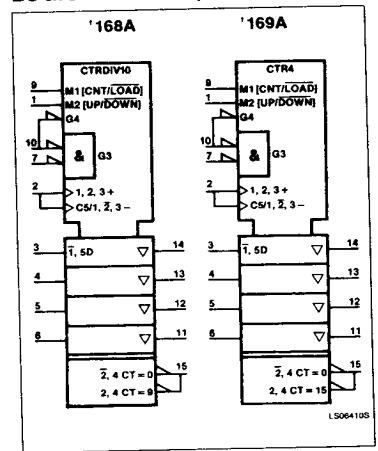 '168A
CTRDIV10
9
M1 [CNT/L̅O̅A̅D̅]
1
M2 [UP/D̅O̅W̅N̅]
G4
10
&
G3
7
2
1, 2, 3 +
C5/1, 2̅, 3 −
3
1̅, 5D
▽
14
4
▽
13
5
▽
12
6
▽
11
2̅, 4 CT = 0
15
2, 4 CT = 9
'169A
CTR4
9
M1 [CNT/L̅O̅A̅D̅]
1
M2 [UP/D̅O̅W̅N̅]
G4
10
&
G3
7
2
1, 2, 3 +
C5/1, 2̅, 3 −
3
1̅, 5D
▽
14
4
▽
13
5
▽
12
6
▽
11
2̅, 4 CT = 0
15
2, 4 CT = 15
LS06410S